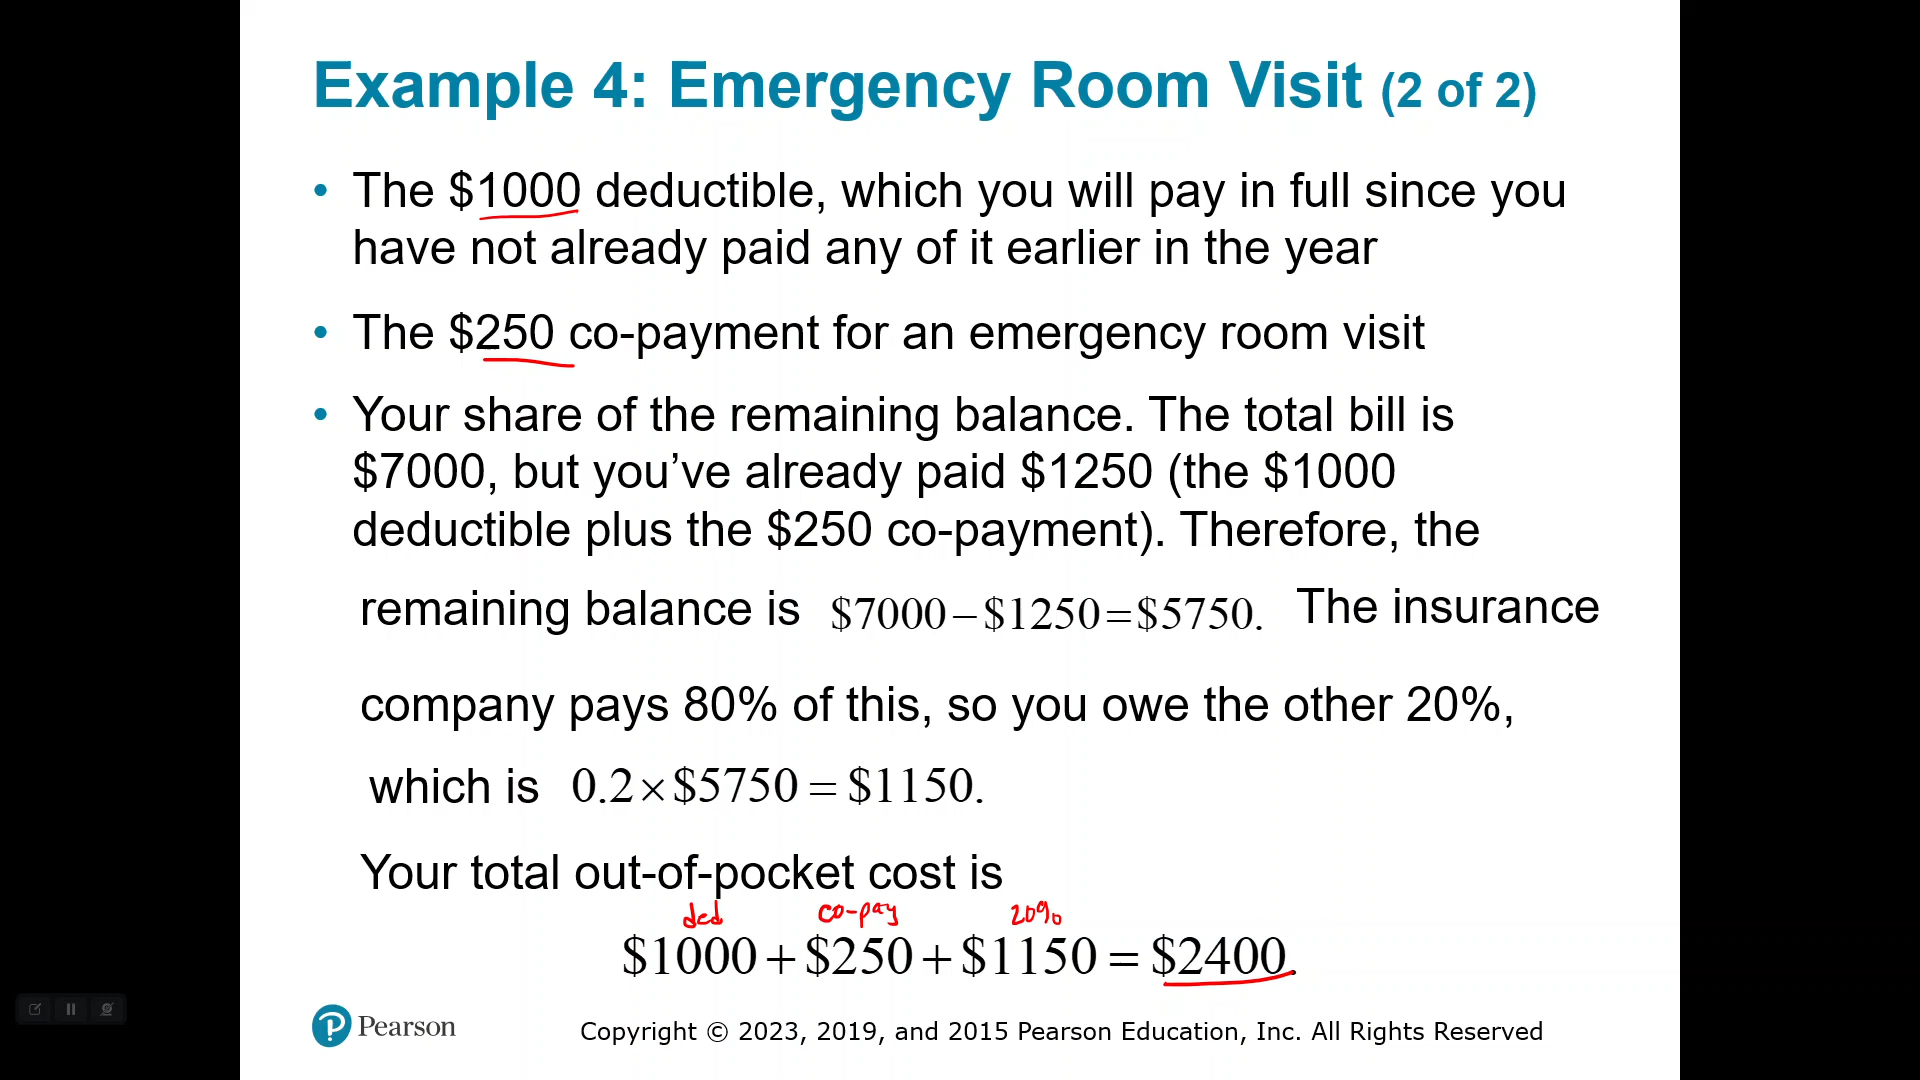 Example 4: Emergency Room Visit (2 of 2)
• The $1000 deductible, which you will pay in full since you
have not already paid any of it earlier in the year
• The $250 co-payment for an emergency room visit
• Your share of the remaining balance. The total bill is
$7000, but you’ve already paid $1250 (the $1000
deductible plus the $250 co-payment). Therefore, the
remaining balance is $7000 – $1250 = $5750. The insurance
company pays 80% of this, so you owe the other 20%,
which is 0.2 × $5750 = $1150.
Your total out-of-pocket cost is
ded co-pay 20%
$1000 + $250 + $1150 = $2400.
Pearson Copyright © 2023, 2019, and 2015 Pearson Education, Inc. All Rights Reserved